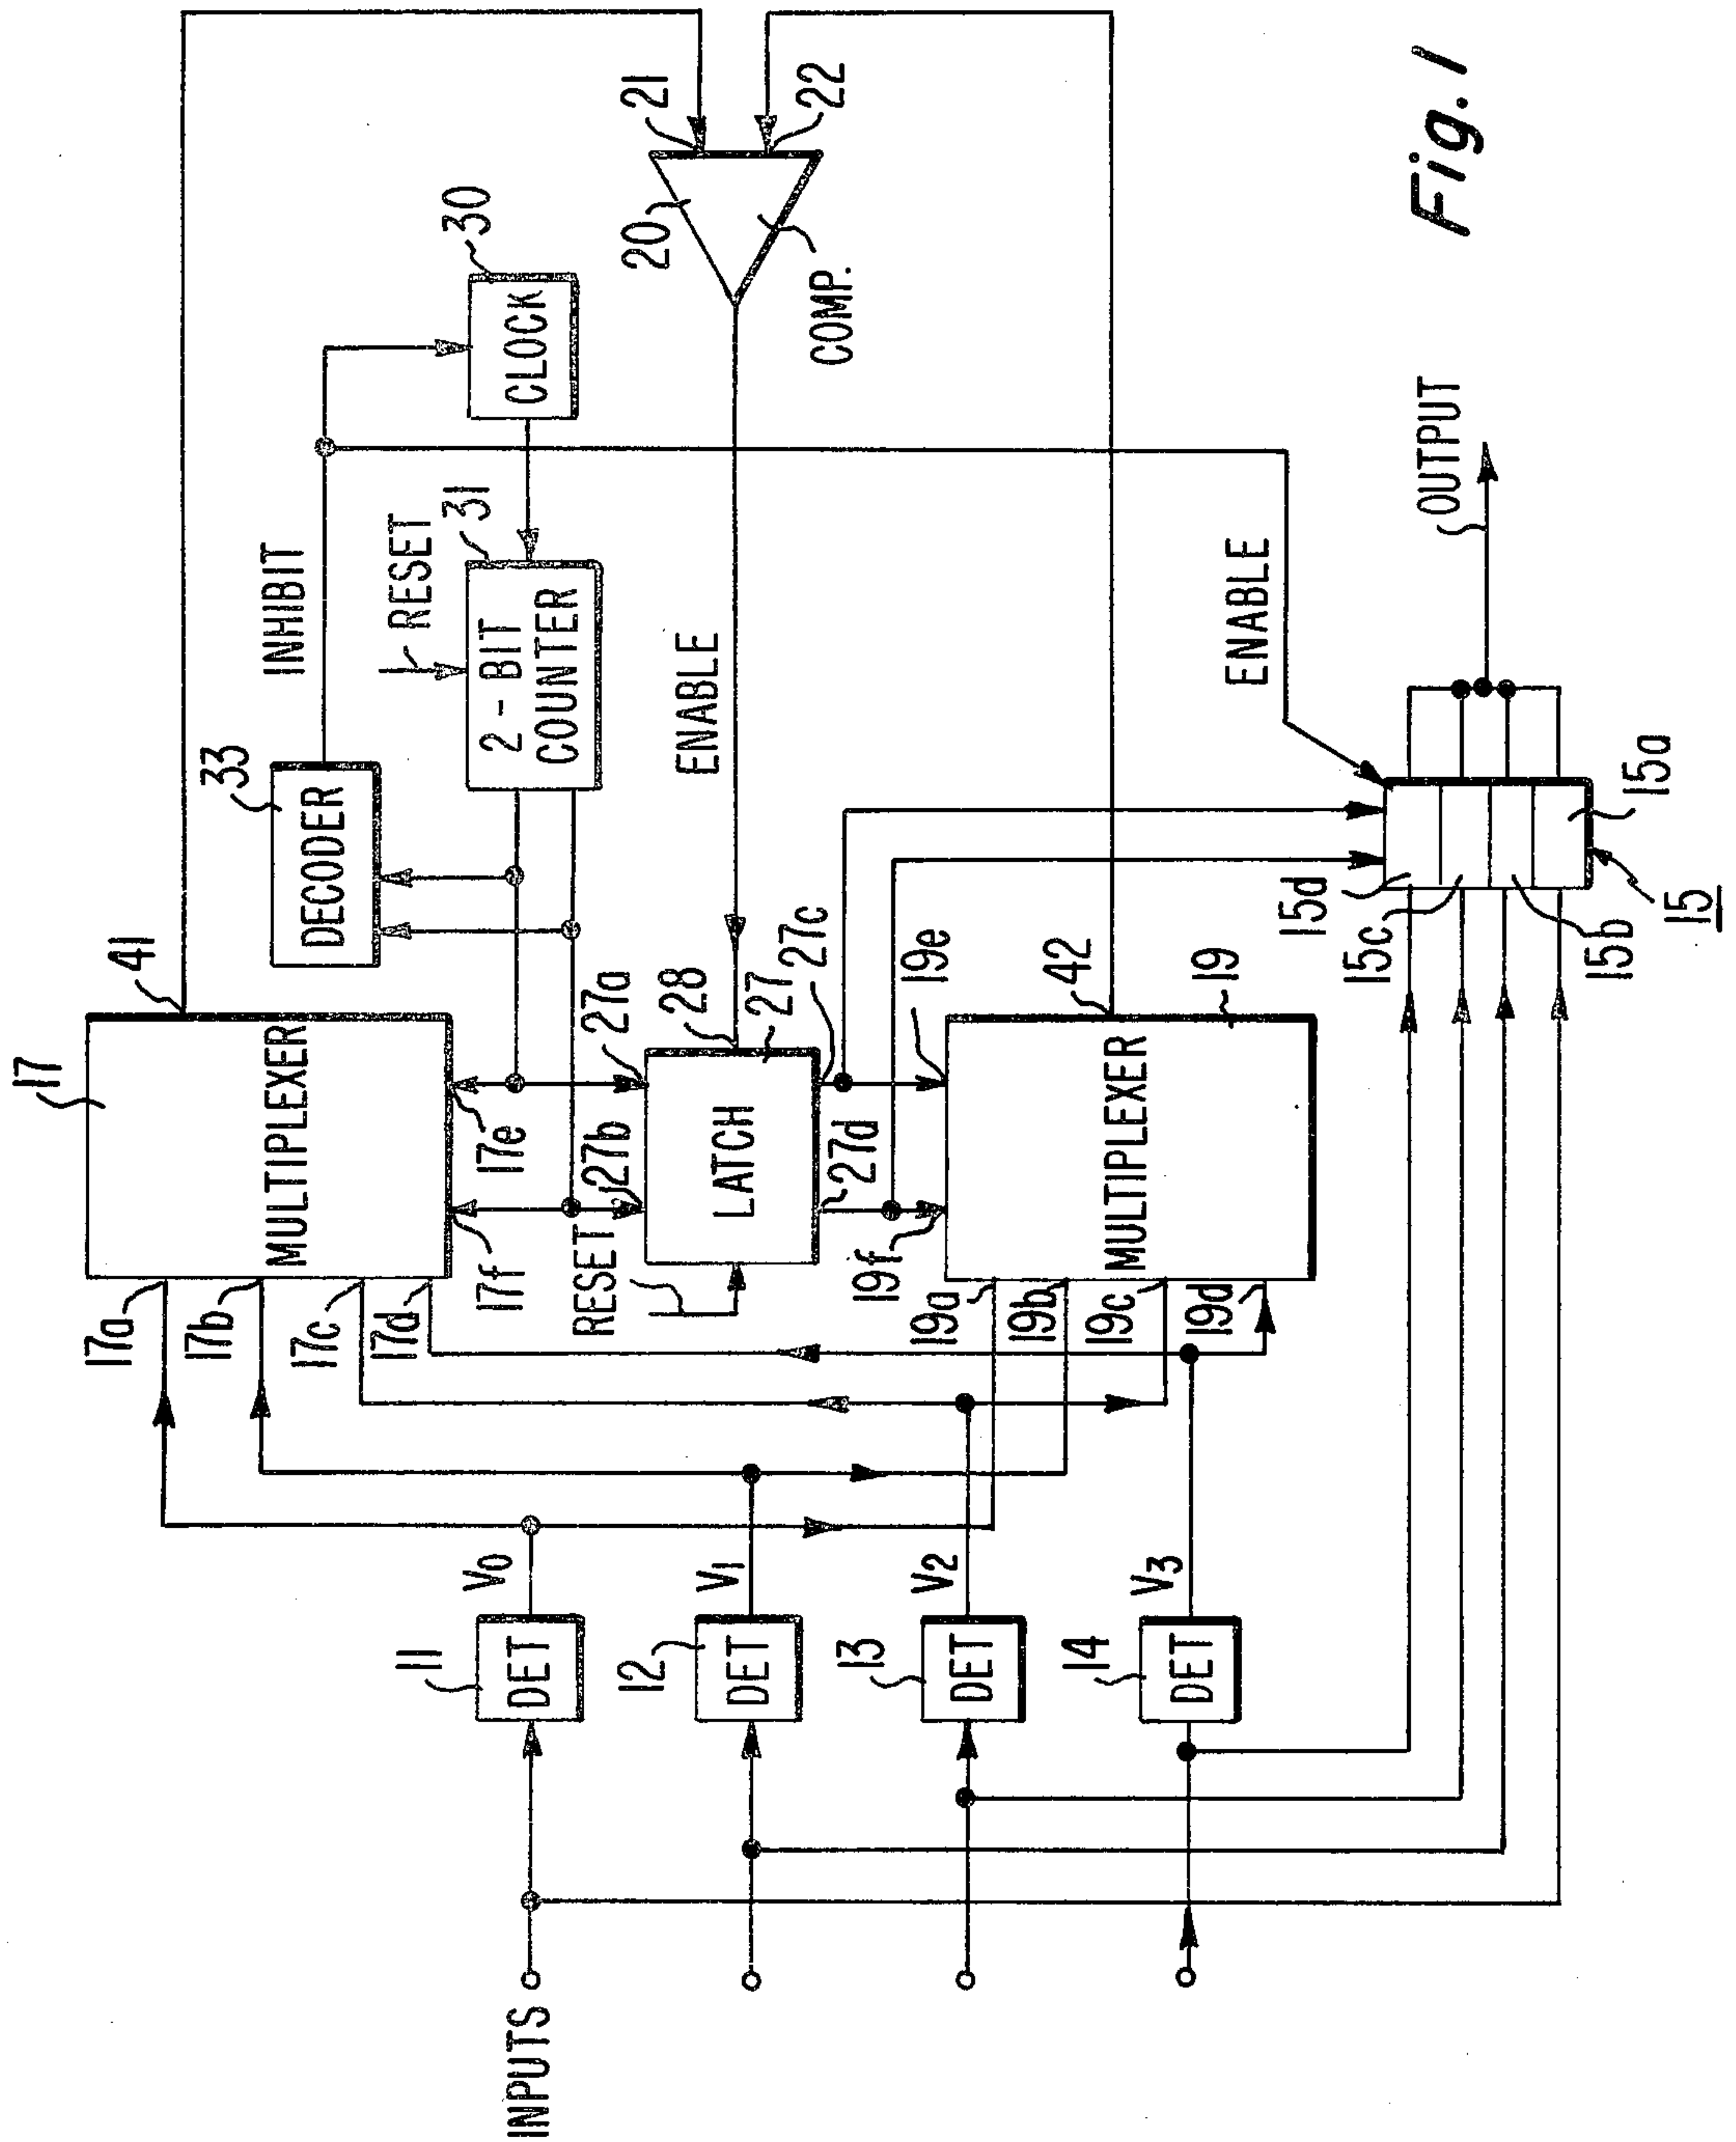 INPUTS
11
DET
V0
12
DET
V1
13
DET
V2
14
DET
V3
17
17a
17b
17c
17d
MULTIPLEXER
17e
17f
41
33
DECODER
INHIBIT
RESET
31
2-BIT
COUNTER
30
CLOCK
21
20
22
COMP.
ENABLE
27a
27b
RESET
LATCH
28
27
27c
27d
19e
19f
19a
19b
19c
19d
MULTIPLEXER
42
19
ENABLE
OUTPUT
15d
15c
15b
15a
15
Fig. 1